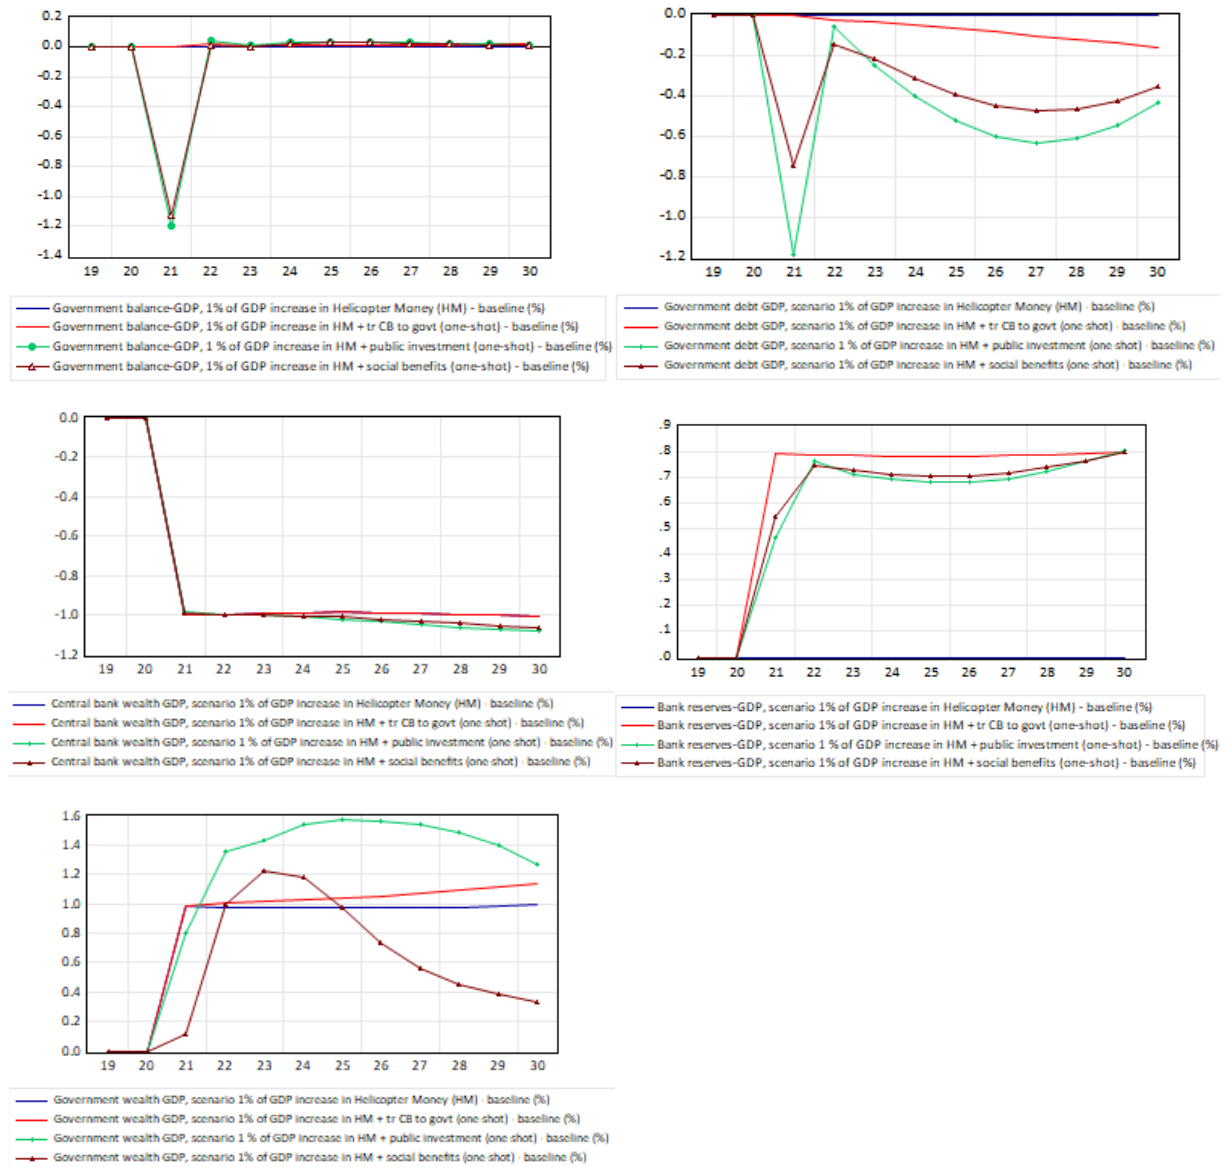 0.2
0.0
-0.2
-0.4
-0.6
-0.8
-1.0
-1.2
-1.4
19 20 21 22 23 24 25 26 27 28 29 30
Government balance-GDP, 1% of GDP increase in Helicopter Money (HM) - baseline (%)
Government balance-GDP, 1% of GDP increase in HM + tr CB to govt (one-shot) - baseline (%)
Government balance-GDP, 1 % of GDP increase in HM + public investment (one-shot) - baseline (%)
Government balance-GDP, 1% of GDP increase in HM + social benefits (one-shot) - baseline (%)
0.0
-0.2
-0.4
-0.6
-0.8
-1.0
-1.2
19 20 21 22 23 24 25 26 27 28 29 30
Government debt GDP, scenario 1% of GDP increase in Helicopter Money (HM) - baseline (%)
Government debt GDP, scenario 1% of GDP increase in HM + tr CB to govt (one-shot) - baseline (%)
Government debt GDP, scenario 1 % of GDP increase in HM + public investment (one-shot) - baseline (%)
Government debt GDP, scenario 1% of GDP increase in HM + social benefits (one-shot) - baseline (%)
0.0
-0.2
-0.4
-0.6
-0.8
-1.0
-1.2
19 20 21 22 23 24 25 26 27 28 29 30
Central bank wealth GDP, scenario 1% of GDP increase in Helicopter Money (HM) - baseline (%)
Central bank wealth GDP, scenario 1% of GDP increase in HM + tr CB to govt (one-shot) - baseline (%)
Central bank wealth GDP, scenario 1 % of GDP increase in HM + public investment (one-shot) - baseline (%)
Central bank wealth GDP, scenario 1% of GDP increase in HM + social benefits (one-shot) - baseline (%)
.9
.8
.7
.6
.5
.4
.3
.2
.1
.0
19 20 21 22 23 24 25 26 27 28 29 30
Bank reserves-GDP, scenario 1% of GDP increase in Helicopter Money (HM) - baseline (%)
Bank reserves-GDP, scenario 1% of GDP increase in HM + tr CB to govt (one-shot) - baseline (%)
Bank reserves-GDP, scenario 1 % of GDP increase in HM + public investment (one-shot) - baseline (%)
Bank reserves-GDP, scenario 1% of GDP increase in HM + social benefits (one-shot) - baseline (%)
1.6
1.4
1.2
1.0
0.8
0.6
0.4
0.2
0.0
19 20 21 22 23 24 25 26 27 28 29 30
Government wealth GDP, scenario 1% of GDP increase in Helicopter Money (HM) - baseline (%)
Government wealth GDP, scenario 1% of GDP increase in HM + tr CB to govt (one-shot) - baseline (%)
Government wealth GDP, scenario 1 % of GDP increase in HM + public investment (one-shot) - baseline (%)
Government wealth GDP, scenario 1% of GDP increase in HM + social benefits (one-shot) - baseline (%)